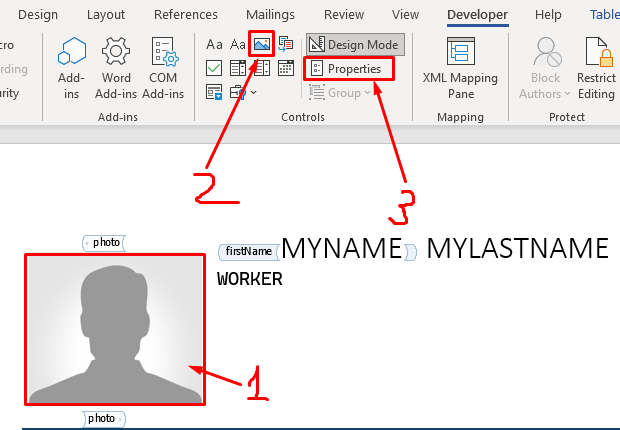 Design Layout References Mailings Review View Developer Help Table
cro
rding
urity
Add-
ins
Word
Add-ins
COM
Add-ins
Add-ins
Aa Aa
Design Mode
Properties
Group
Controls
XML Mapping
Pane
Mapping
Block
Authors
Restrict
Editing
Protect
2
3
photo
firstName MYNAME MYLASTNAME
WORKER
1
photo